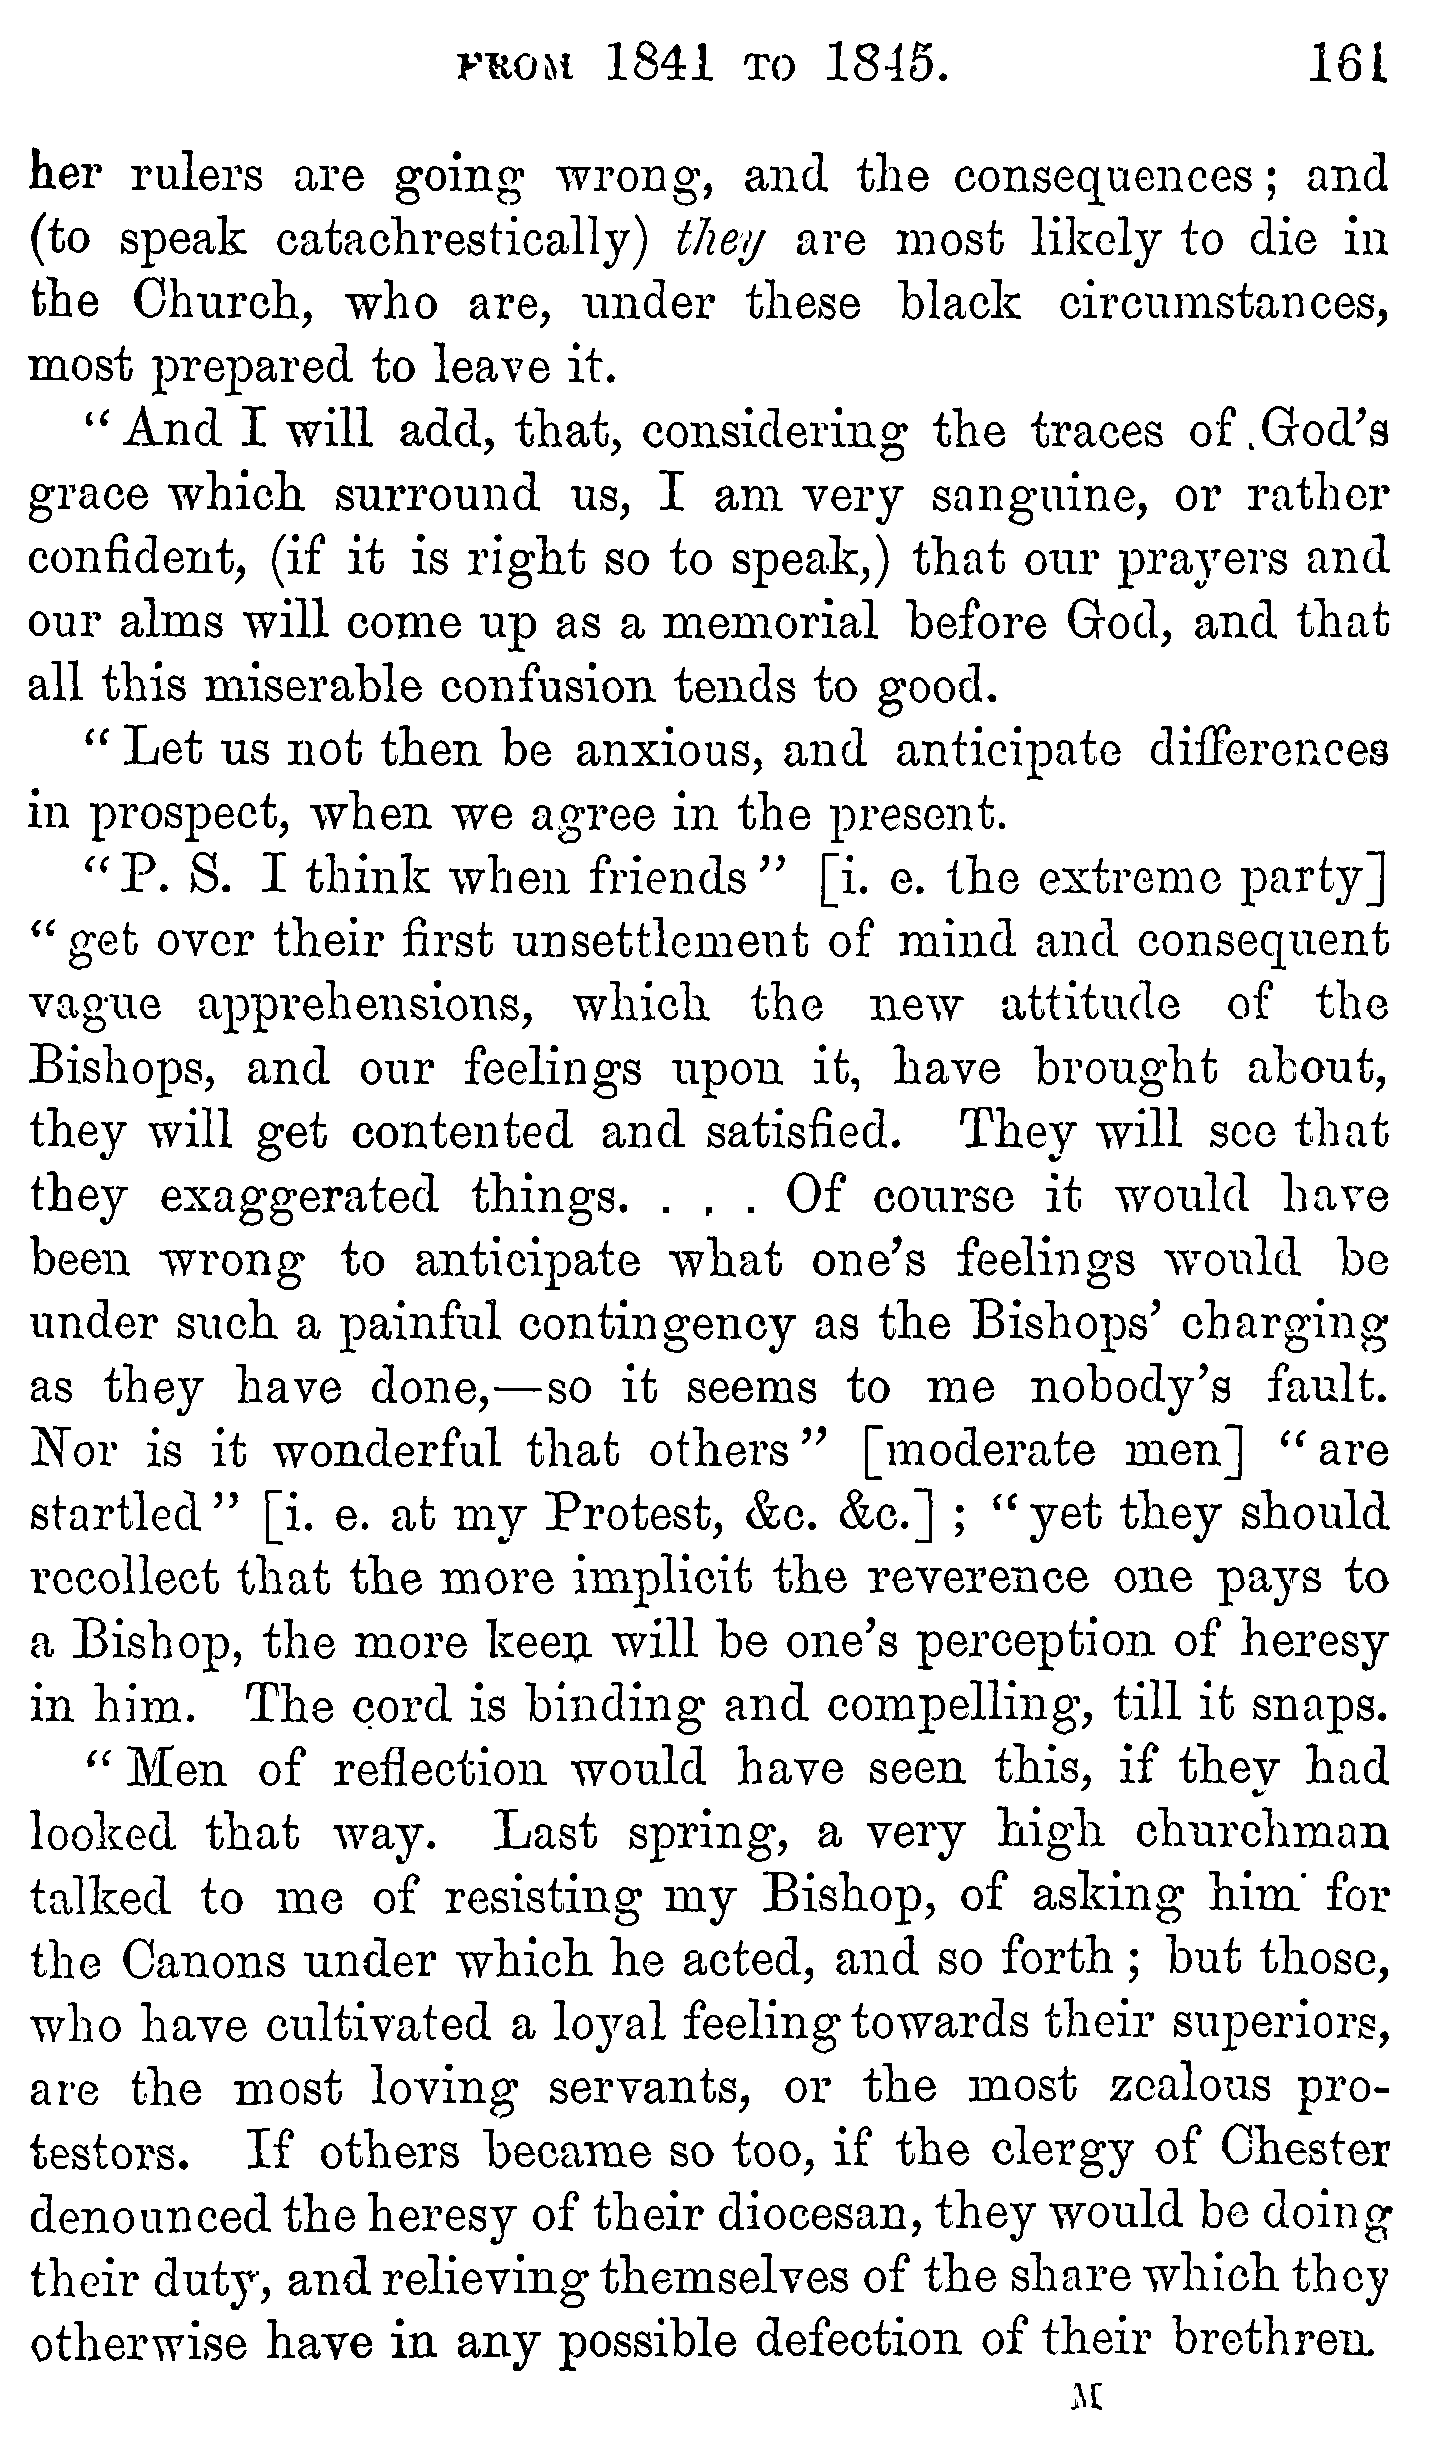 FROM 1841 TO 1845. 161
her rulers are going wrong, and the consequences; and
(to speak catachrestically) they are most likely to die in
the Church, who are, under these black circumstances,
most prepared to leave it.
“And I will add, that, considering the traces of God’s
grace which surround us, I am very sanguine, or rather
confident, (if it is right so to speak,) that our prayers and
our alms will come up as a memorial before God, and that
all this miserable confusion tends to good.
“Let us not then be anxious, and anticipate differences
in prospect, when we agree in the present.
“P. S. I think when friends” [i. e. the extreme party]
“get over their first unsettlement of mind and consequent
vague apprehensions, which the new attitude of the
Bishops, and our feelings upon it, have brought about,
they will get contented and satisfied. They will see that
they exaggerated things. . . . Of course it would have
been wrong to anticipate what one’s feelings would be
under such a painful contingency as the Bishops’ charging
as they have done,—so it seems to me nobody’s fault.
Nor is it wonderful that others” [moderate men] “are
startled” [i. e. at my Protest, &c. &c.]; “yet they should
recollect that the more implicit the reverence one pays to
a Bishop, the more keen will be one’s perception of heresy
in him. The cord is binding and compelling, till it snaps.
“Men of reflection would have seen this, if they had
looked that way. Last spring, a very high churchman
talked to me of resisting my Bishop, of asking him for
the Canons under which he acted, and so forth; but those,
who have cultivated a loyal feeling towards their superiors,
are the most loving servants, or the most zealous pro-
testors. If others became so too, if the clergy of Chester
denounced the heresy of their diocesan, they would be doing
their duty, and relieving themselves of the share which they
otherwise have in any possible defection of their brethren.
M